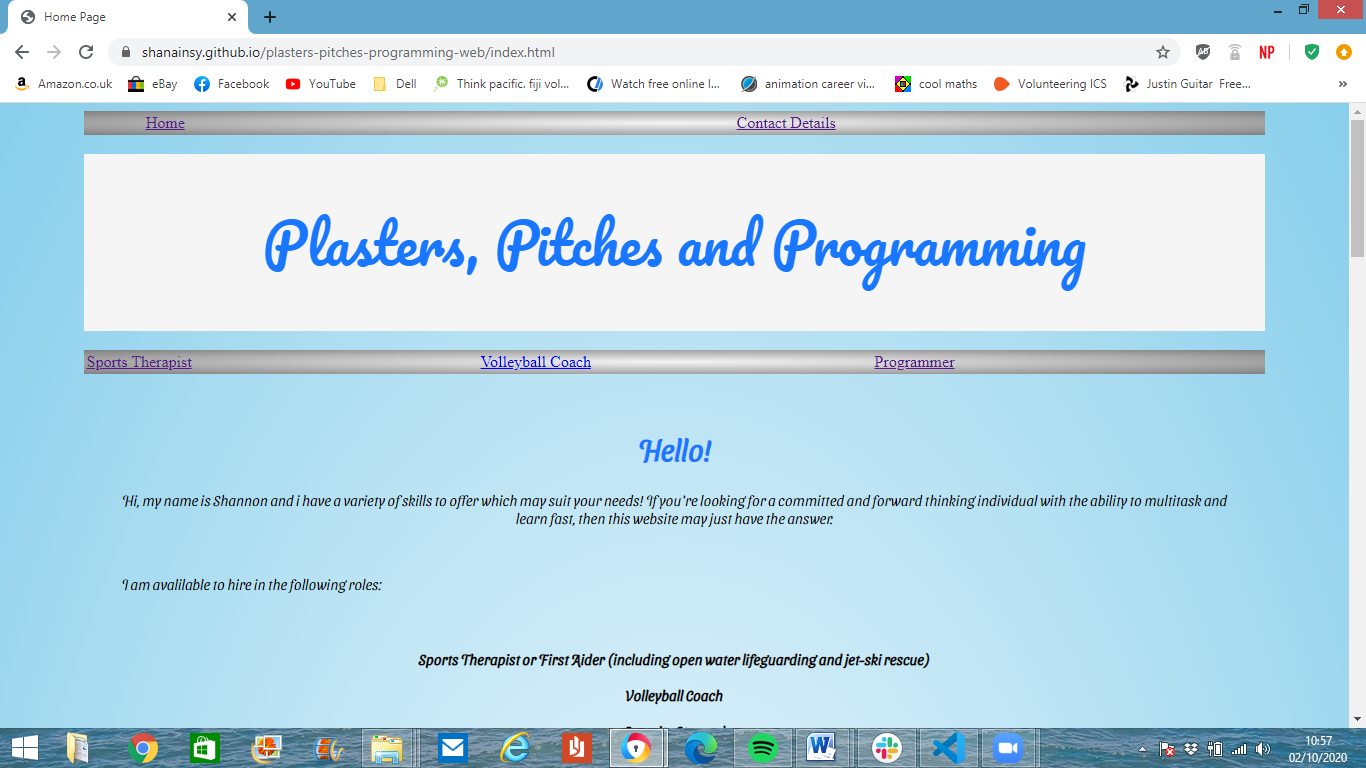 Home Page
shanainsy.github.io/plasters-pitches-programming-web/index.html
NP
Amazon.co.uk eBay Facebook YouTube Dell Think pacific. fiji vol... Watch free online l... animation career vi... cool maths Volunteering ICS Justin Guitar Free... »
Home Contact Details
Plasters, Pitches and Programming
Sports Therapist Volleyball Coach Programmer
Hello!
Hi, my name is Shannon and i have a variety of skills to offer which may suit your needs! If you're looking for a committed and forward thinking individual with the ability to multitask and
learn fast, then this website may just have the answer.
I am avalilable to hire in the following roles:
Sports Therapist or First Aider (including open water lifeguarding and jet-ski rescue)
Volleyball Coach
10:57
02/10/2020